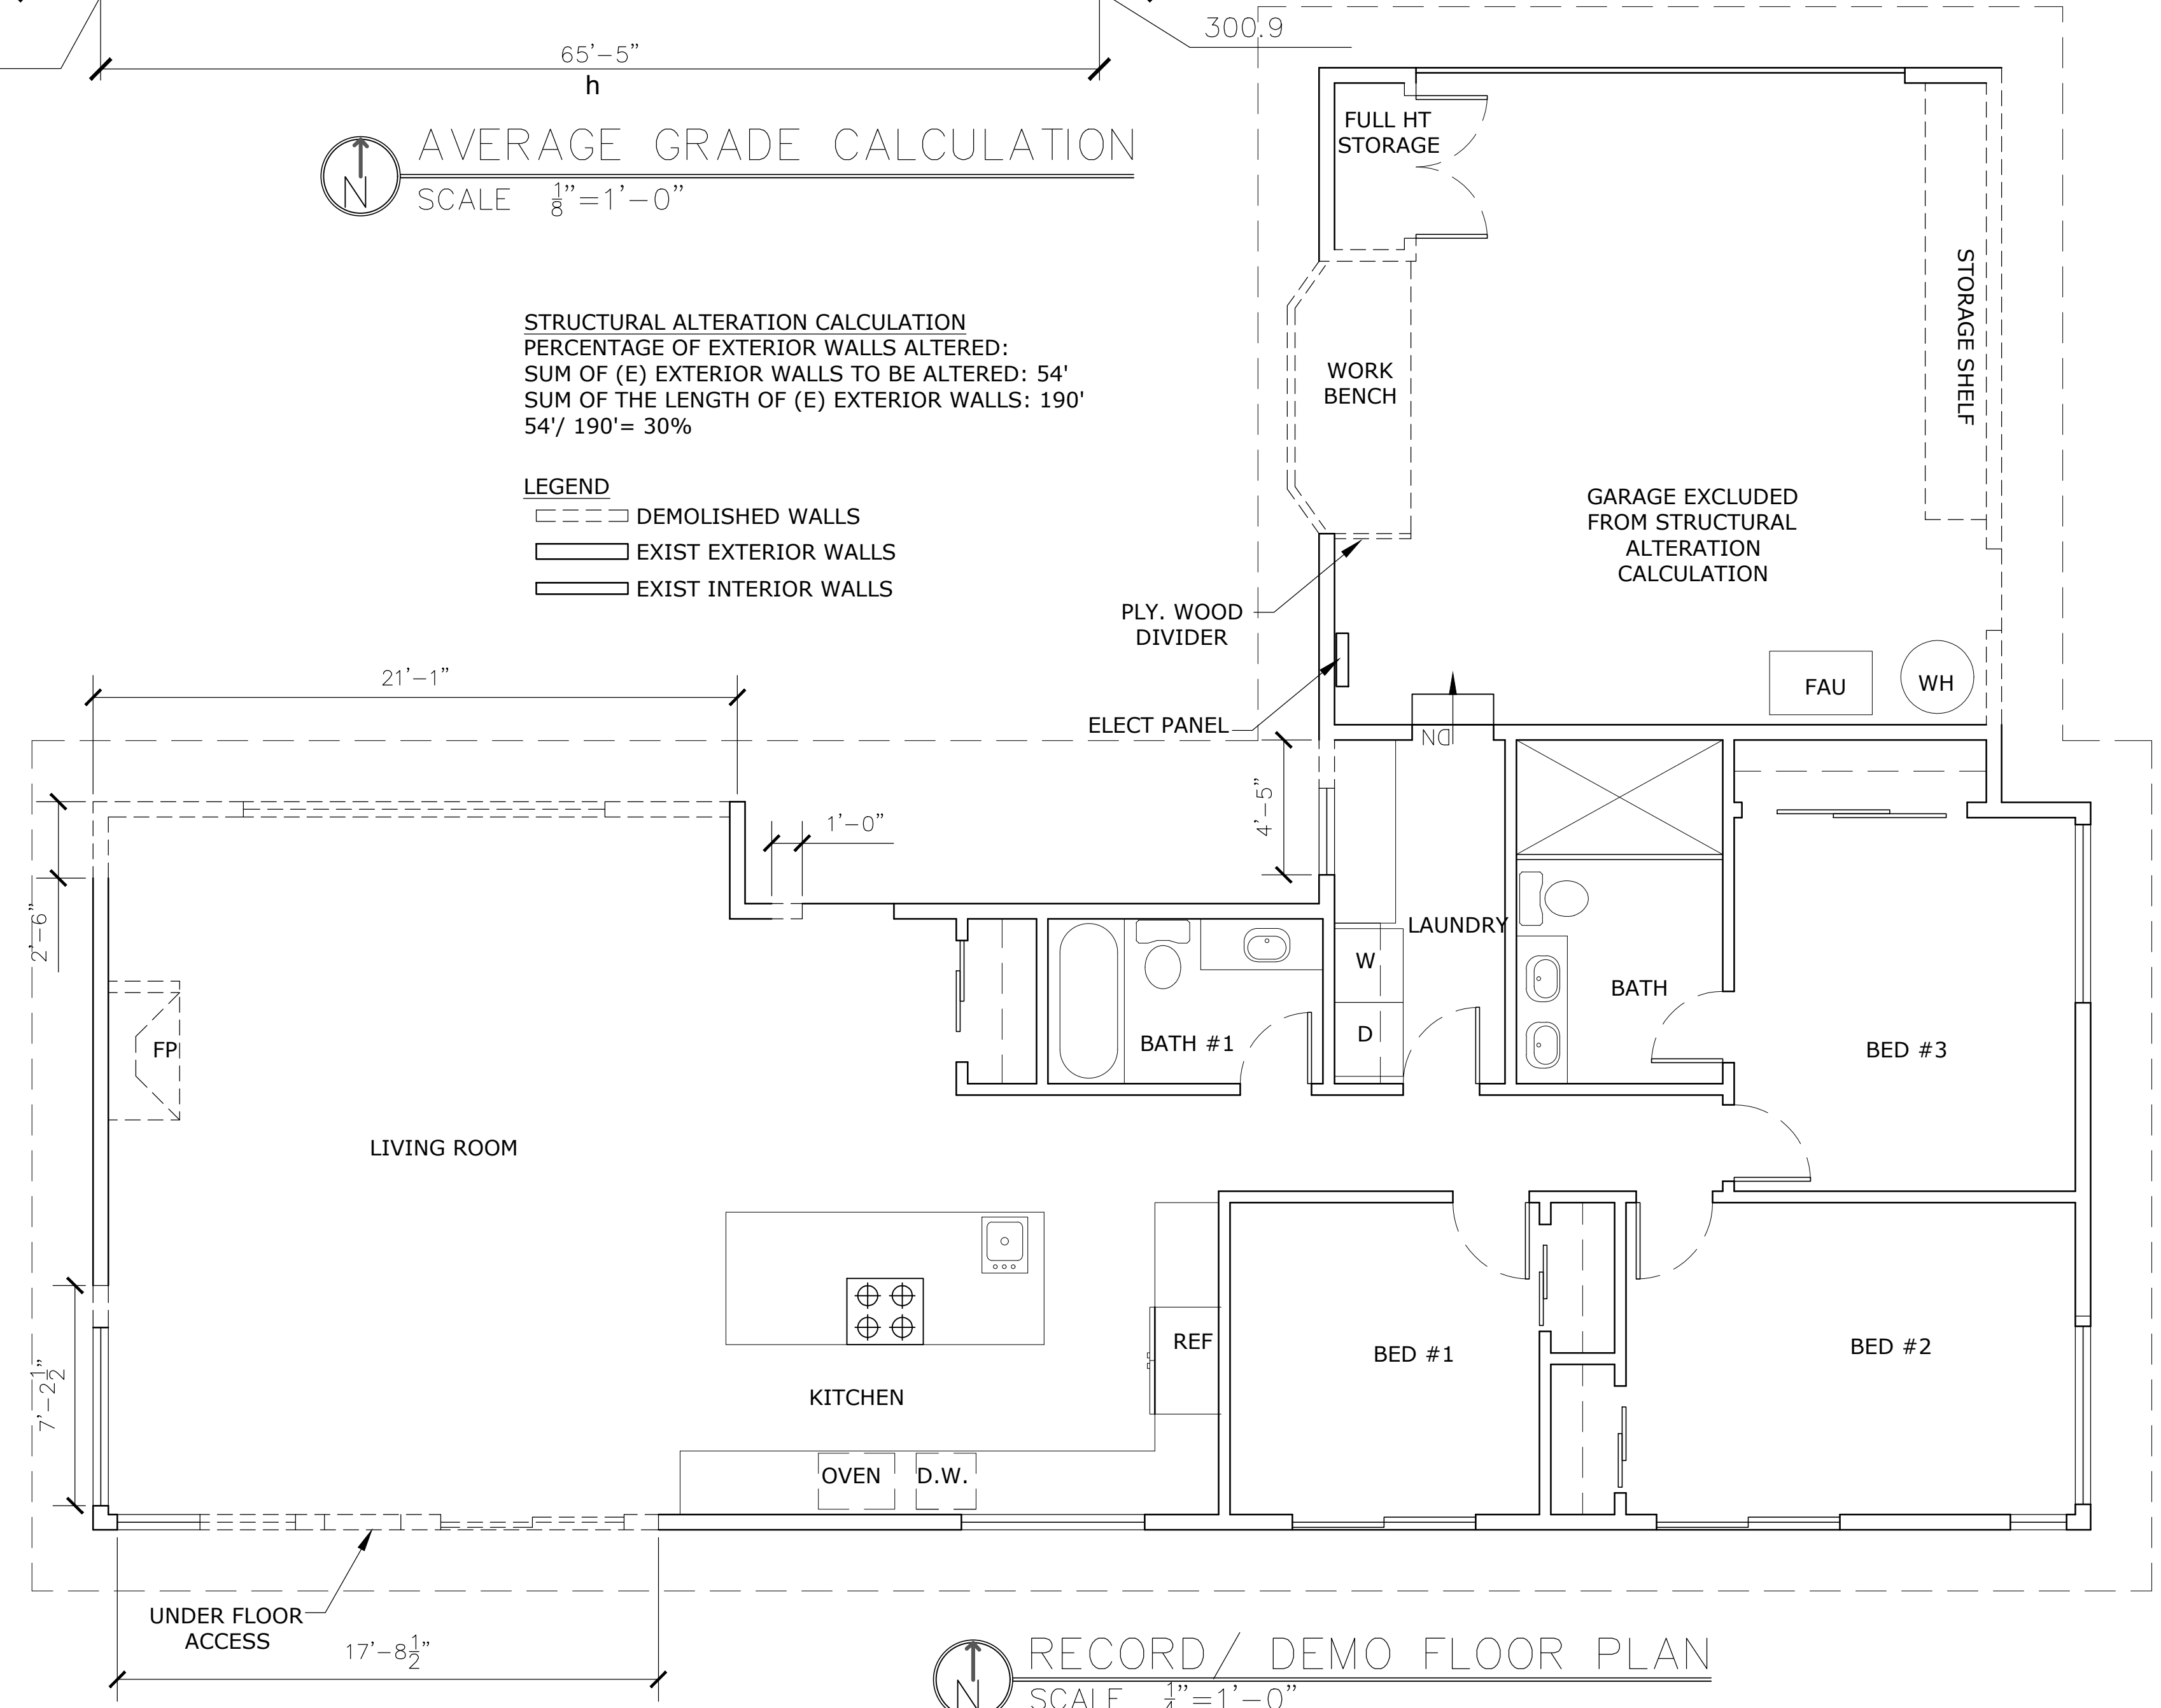 300.9
65'-5"
h
AVERAGE GRADE CALCULATION
N
SCALE 1/8"=1'-0"
FULL HT
STORAGE
STORAGE SHELF
STRUCTURAL ALTERATION CALCULATION
PERCENTAGE OF EXTERIOR WALLS ALTERED:
SUM OF (E) EXTERIOR WALLS TO BE ALTERED: 54'
SUM OF THE LENGTH OF (E) EXTERIOR WALLS: 190'
54'/ 190'= 30%
WORK
BENCH
LEGEND
DEMOLISHED WALLS
EXIST EXTERIOR WALLS
EXIST INTERIOR WALLS
GARAGE EXCLUDED
FROM STRUCTURAL
ALTERATION
CALCULATION
PLY. WOOD
DIVIDER
21'-1"
FAU
WH
ELECT PANEL
DN
4'-5"
1'-0"
2'-6"
LAUNDRY
W
D
BATH
BATH #1
BED #3
FP
LIVING ROOM
REF
BED #1
BED #2
7'-2 1/2"
KITCHEN
OVEN
D.W.
UNDER FLOOR
ACCESS
17'-8 1/2"
RECORD/ DEMO FLOOR PLAN
N
SCALE 1/4"=1'-0"